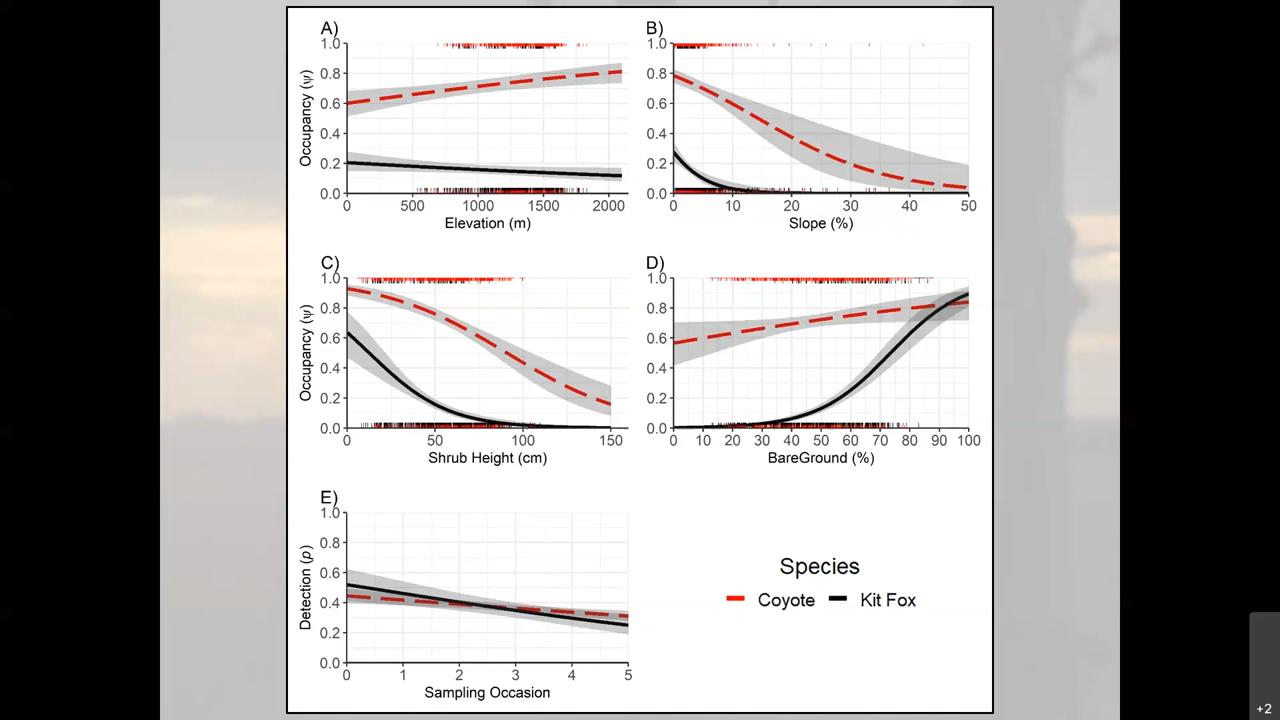 A)
1.0
0.8
0.6
0.4
0.2
0.0
Occupancy (ψ)
0 500 1000 1500 2000
Elevation (m)
B)
1.0
0.8
0.6
0.4
0.2
0.0
0 10 20 30 40 50
Slope (%)
C)
1.0
0.8
0.6
0.4
0.2
0.0
Occupancy (ψ)
0 50 100 150
Shrub Height (cm)
D)
1.0
0.8
0.6
0.4
0.2
0.0
0 10 20 30 40 50 60 70 80 90 100
BareGround (%)
E)
1.0
0.8
0.6
0.4
0.2
0.0
Detection (p)
0 1 2 3 4 5
Sampling Occasion
Species
Coyote Kit Fox
+2